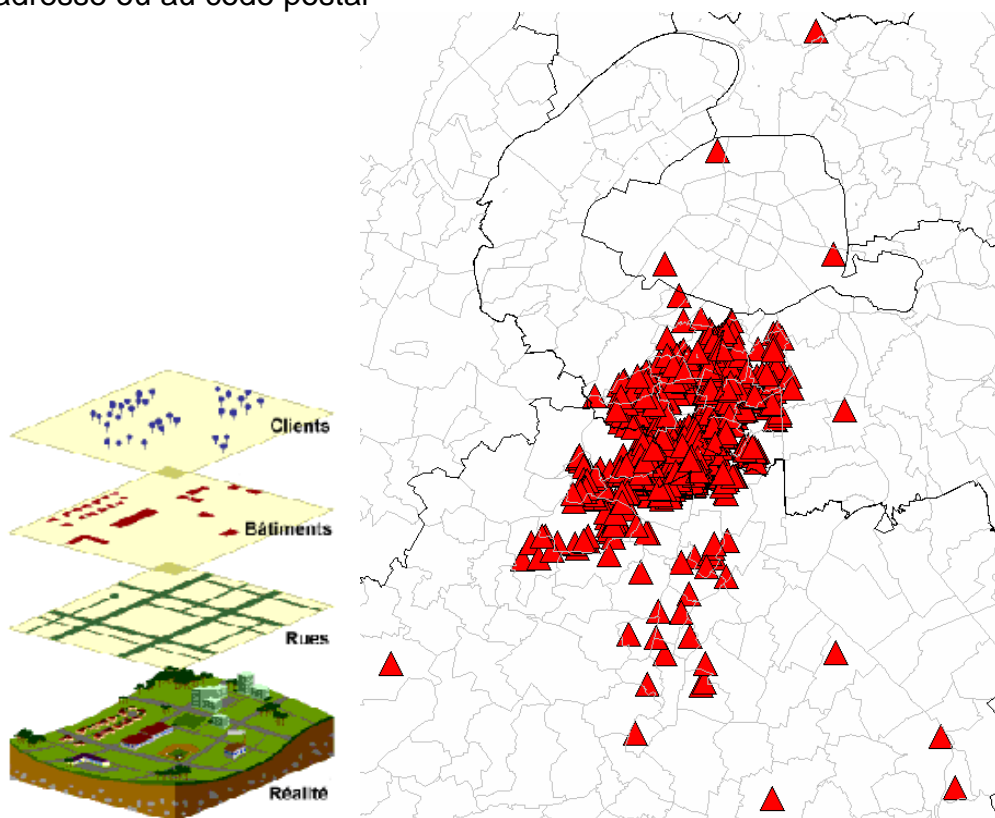 adresse ou au code postal
Clients
Bâtiments
Rues
Réalité